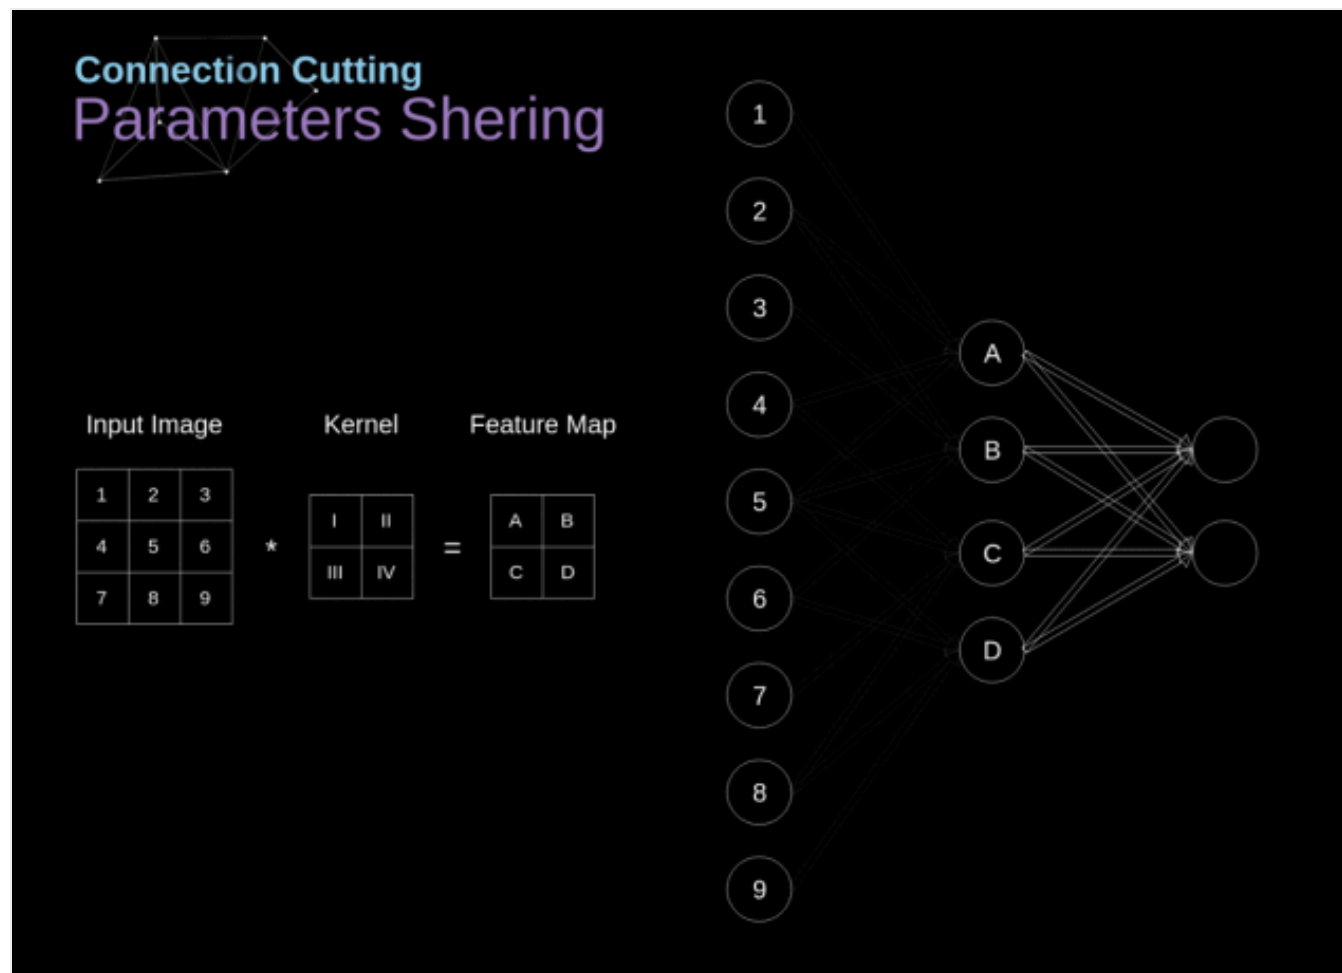 Connection Cutting
Parameters Shering
Input Image
Kernel
Feature Map
1 2 3
4 5 6
7 8 9
*
I II
III IV
=
A B
C D
1
2
3
4
5
6
7
8
9
A
B
C
D